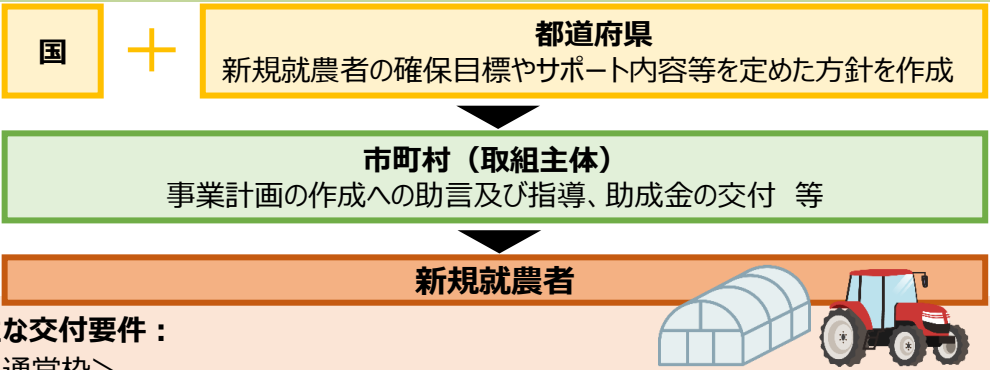 国
＋
都道府県
新規就農者の確保目標やサポート内容等を定めた方針を作成
市町村（取組主体）
事業計画の作成への助言及び指導、助成金の交付 等
新規就農者
な交付要件：
通常枠＞